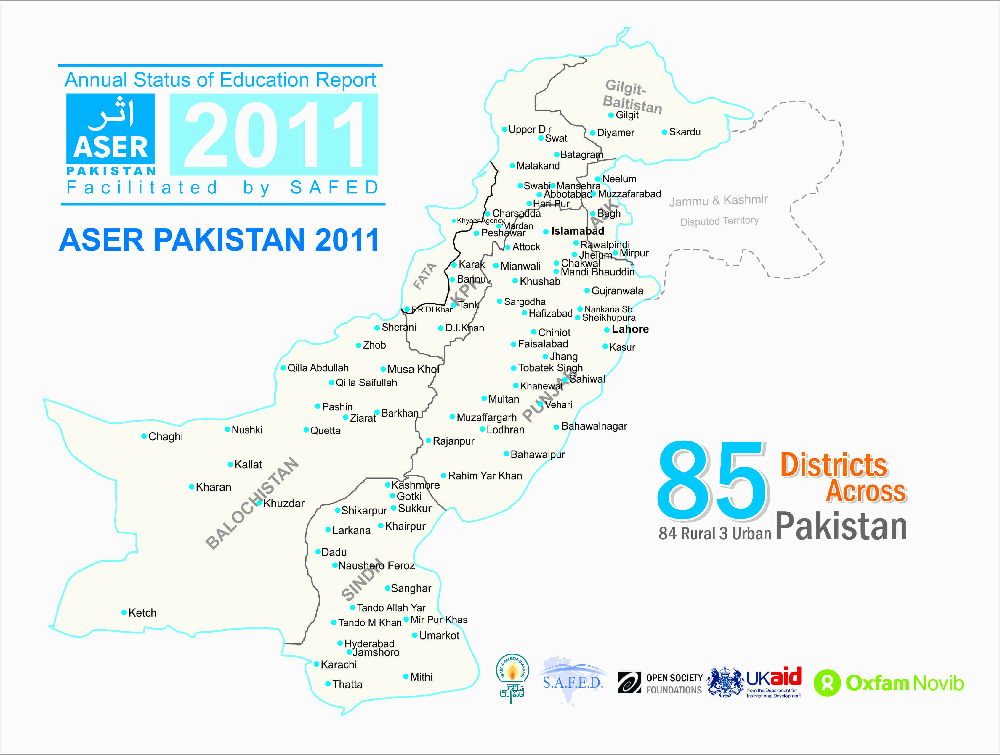 Annual Status of Education Report
اثر
ASER
PAKISTAN
2011
Facilitated by SAFED
ASER PAKISTAN 2011
Gilgit-
Baltistan
Gilgit
Upper Dir
Diyamer
Skardu
Swat
Batagram
Malakand
Neelum
Swabi
Mansehra
Abbotabad
Muzzafarabad
Jammu & Kashmir
Disputed Territory
Hari Pur
AJK
Charsadda
Bagh
Khyber Agency
Mardan
Peshawar
Islamabad
Rawalpindi
Attock
Jhelum
Mirpur
Karak
Mianwali
Chakwal
Mandi Bhauddin
FATA
Bannu
KPK
Khushab
Gujranwala
Sargodha
Tank
F.R.DI Khan
Hafizabad
Nankana Sb.
Sheikhupura
Sherani
D.I.Khan
Chiniot
Lahore
Zhob
Faisalabad
Kasur
Jhang
Qilla Abdullah
Musa Khel
Tobatek Singh
Sahiwal
Qilla Saifullah
Khanewal
PUNJAB
Multan
Vehari
Pashin
Barkhan
Ziarat
Muzaffargarh
Lodhran
Bahawalnagar
Nushki
Quetta
Chaghi
Rajanpur
Bahawalpur
Kallat
Rahim Yar Khan
Kharan
Kashmore
Gotki
BALOCHISTAN
Khuzdar
Shikarpur
Sukkur
Larkana
Khairpur
Dadu
Naushero Feroz
SINDH
Sanghar
Tando Allah Yar
Ketch
Tando M Khan
Mir Pur Khas
Umarkot
Hyderabad
Jamshoro
Karachi
Mithi
Thatta
85 Districts
Across
84 Rural 3 Urban Pakistan
IDARA-E-TALEEM-O-AAGAHI
S.A.F.E.D.
OPEN SOCIETY
FOUNDATIONS
UKaid
from the Department for
International Development
Oxfam Novib